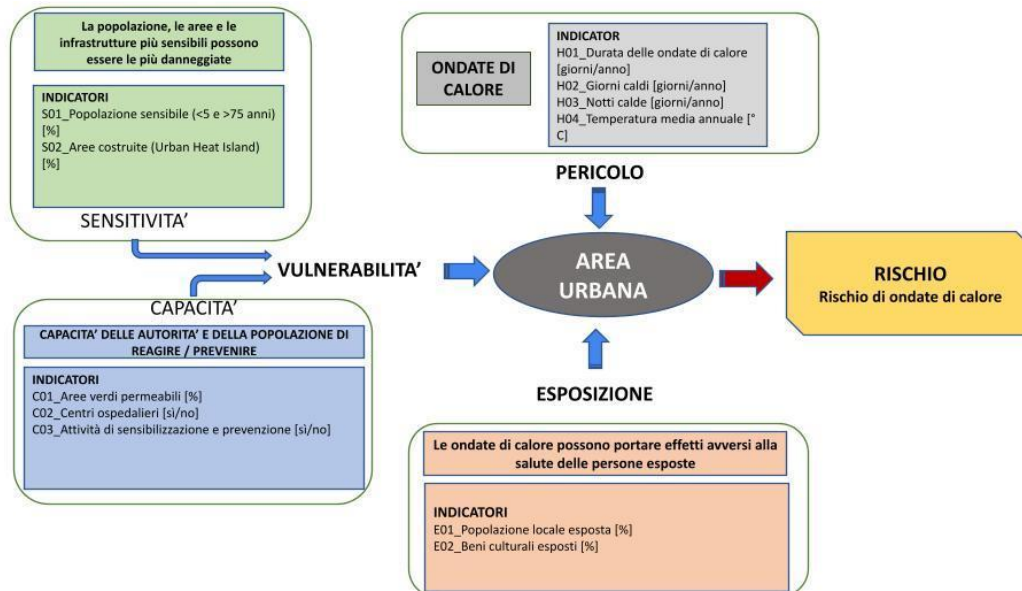 La popolazione, le aree e le
infrastrutture più sensibili possono
essere le più danneggiate
INDICATORI
S01_Popolazione sensibile (<5 e >75 anni)
[%]
S02_Aree costruite (Urban Heat Island)
[%]
SENSITIVITA’
ONDATE DI
CALORE
INDICATOR
H01_Durata delle ondate di calore
[giorni/anno]
H02_Giorni caldi [giorni/anno]
H03_Notti calde [giorni/anno]
H04_Temperatura media annuale [°
C]
PERICOLO
VULNERABILITA’
AREA
URBANA
RISCHIO
Rischio di ondate di calore
CAPACITA’
CAPACITA’ DELLE AUTORITA’ E DELLA POPOLAZIONE DI
REAGIRE / PREVENIRE
INDICATORI
C01_Aree verdi permeabili [%]
C02_Centri ospedalieri [sì/no]
C03_Attività di sensibilizzazione e prevenzione [sì/no]
ESPOSIZIONE
Le ondate di calore possono portare effetti avversi alla
salute delle persone esposte
INDICATORI
E01_Popolazione locale esposta [%]
E02_Beni culturali esposti [%]